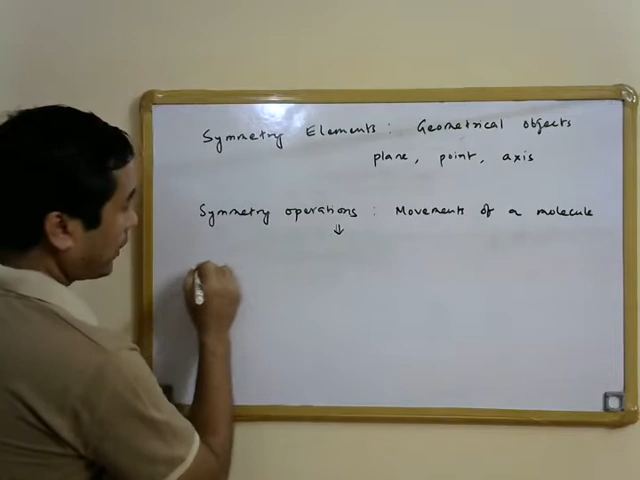 Symmetry Elements : Geometrical objects
plane, point, axis
Symmetry operations : Movements of a molecule
⇓